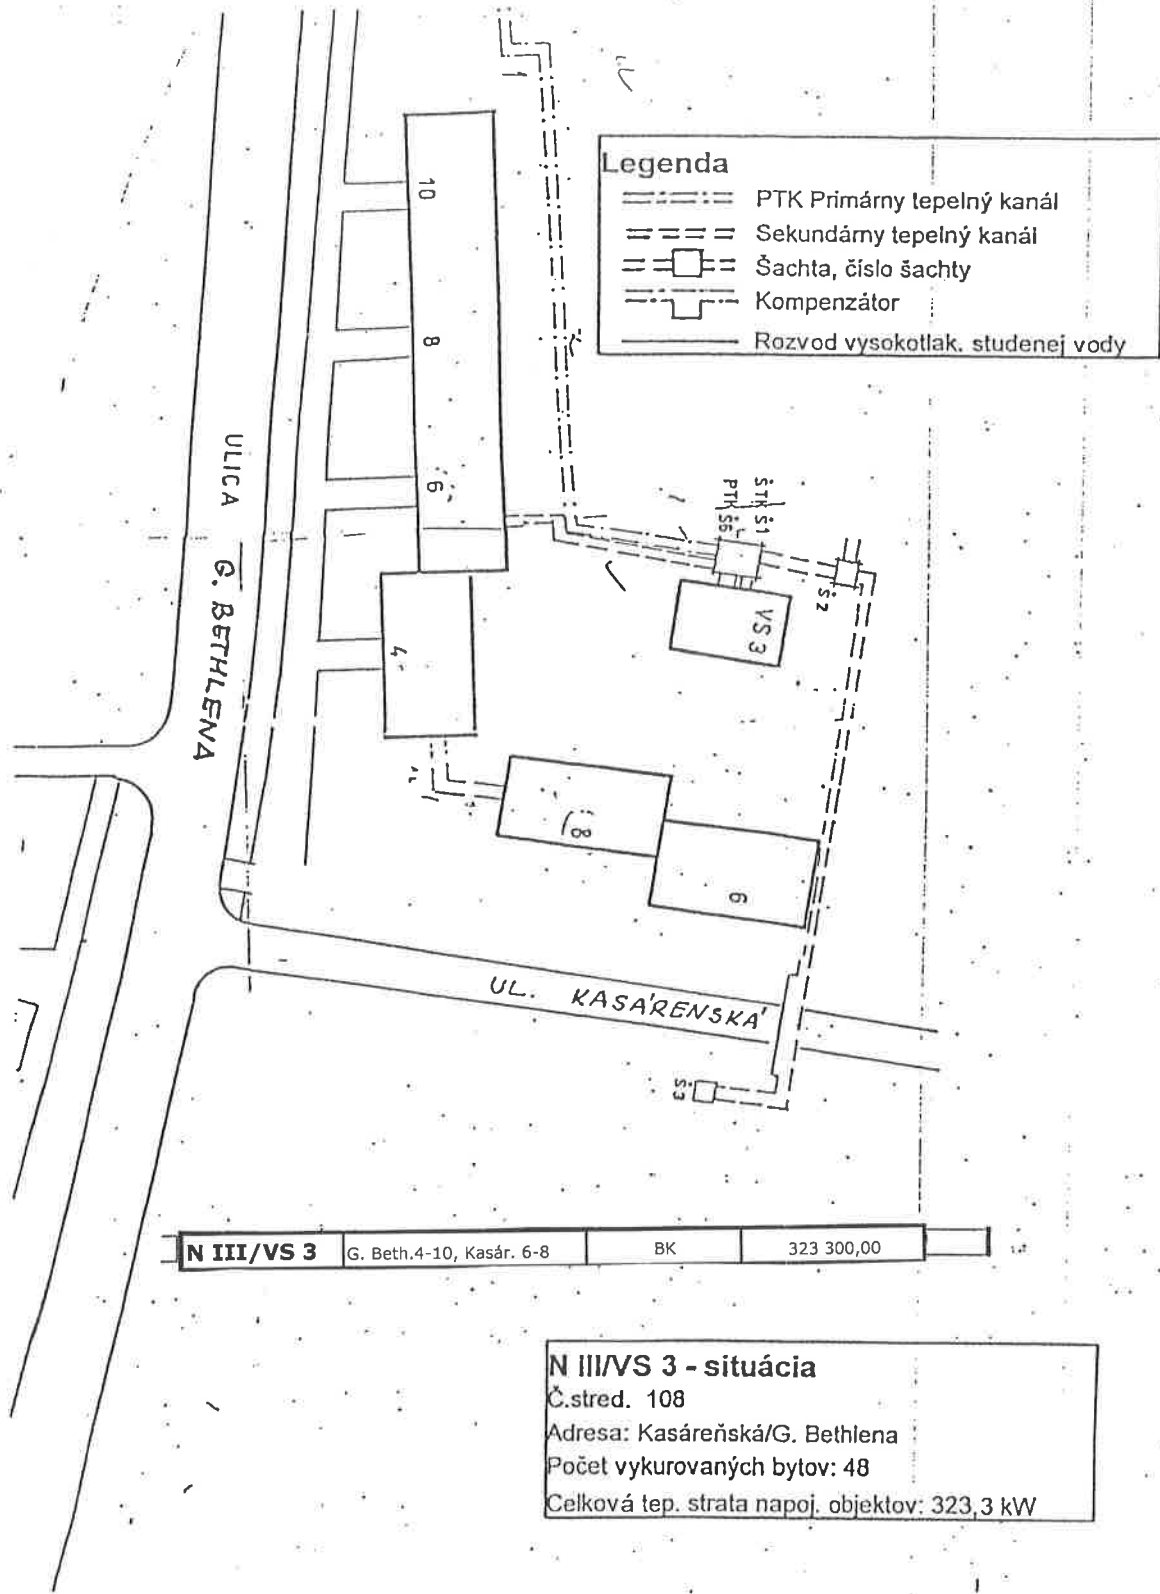 Legenda
PTK Primárny tepelný kanál
Sekundárny tepelný kanál
Šachta, číslo šachty
Kompenzátor
Rozvod vysokotlak. studenej vody
1
10
8
6
4
ULICA G. BETHLENA
ŠTK Š1
PTK Š5
Š2
VS 3
8
6
UL. KASÁRENSKÁ
Š3
N III/VS 3 G. Beth.4-10, Kasár. 6-8 BK 323 300,00
N III/VS 3 - situácia
Č.stred. 108
Adresa: Kasáreňská/G. Bethlena
Počet vykurovaných bytov: 48
Celková tep. strata napoj. objektov: 323,3 kW